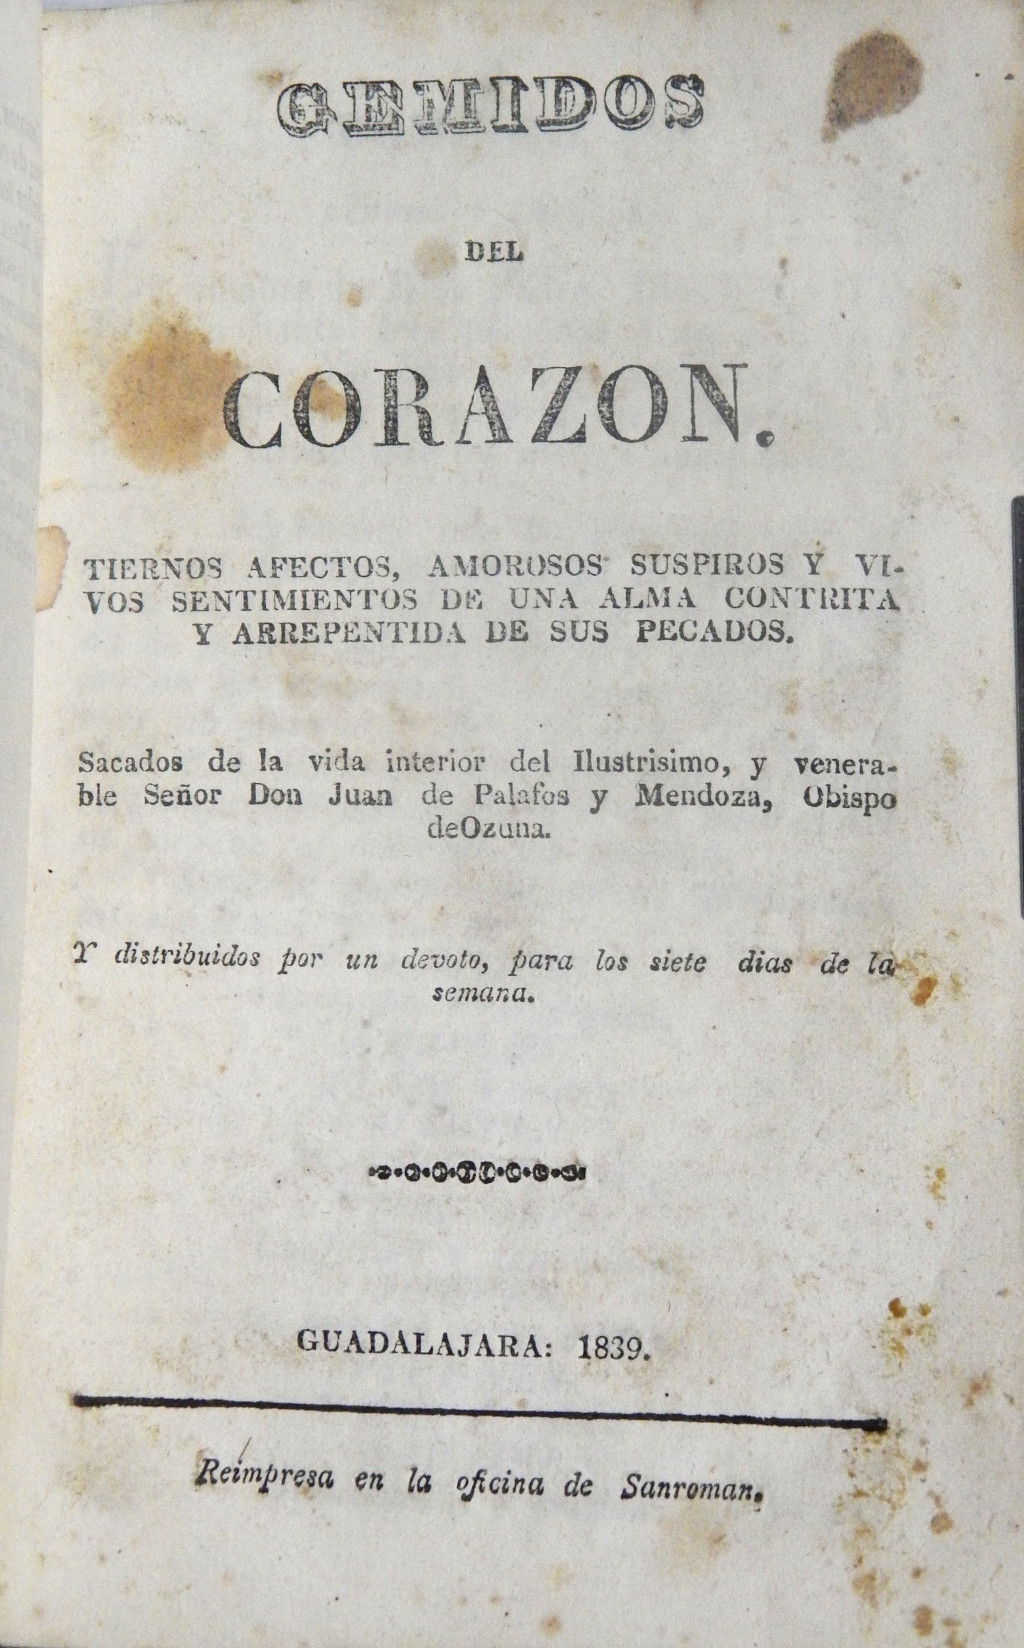 GEMIDOS
DEL
CORAZON.
TIERNOS AFECTOS, AMOROSOS SUSPIROS Y VI-
VOS SENTIMIENTOS DE UNA ALMA CONTRITA
Y ARREPENTIDA DE SUS PECADOS.
Sacados de la vida interior del Ilustrisimo, y venera-
ble Señor Don Juan de Palafos y Mendoza, Obispo
deOzuna.
Y distribuidos por un devoto, para los siete dias de la
semana.
GUADALAJARA: 1839.
Reimpresa en la oficina de Sanroman.